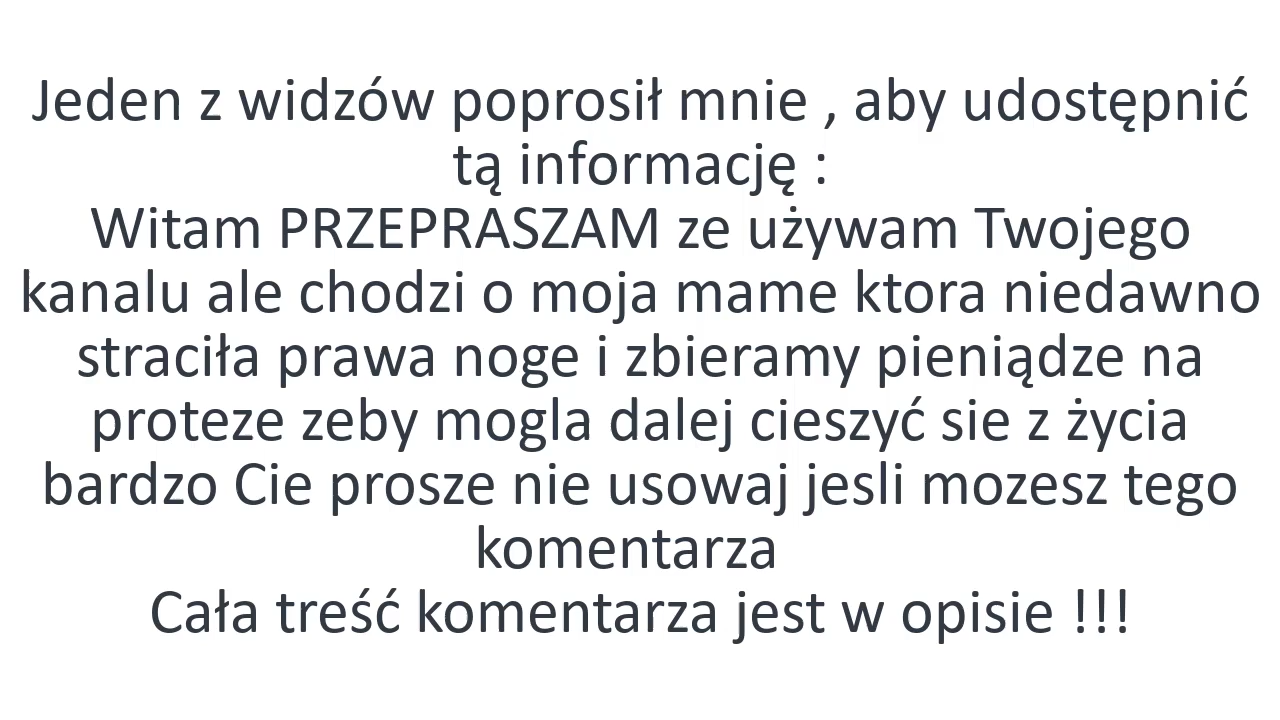 Jeden z widzów poprosił mnie , aby udostępnić
tą informację :
Witam PRZEPRASZAM ze używam Twojego
kanalu ale chodzi o moja mame ktora niedawno
straciła prawa noge i zbieramy pieniądze na
proteze zeby mogla dalej cieszyć sie z życia
bardzo Cie prosze nie usowaj jesli mozesz tego
komentarza
Cała treść komentarza jest w opisie !!!